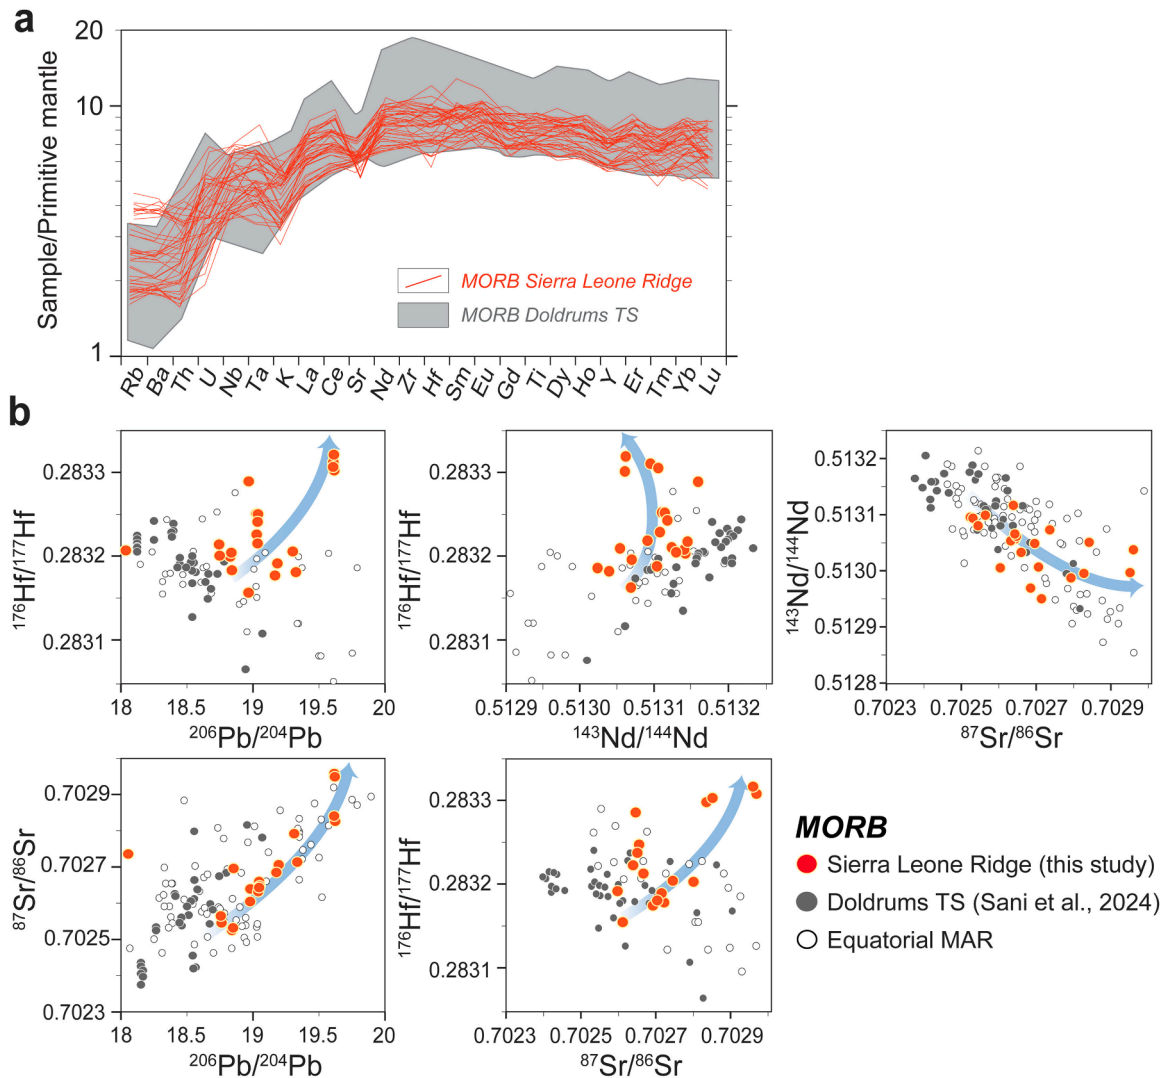 a
20
10
1
Sample/Primitive mantle
MORB Sierra Leone Ridge
MORB Doldrums TS
Rb Ba Th U Nb Ta K La Ce Sr Nd Zr Hf Sm Eu Gd Ti Dy Ho Y Er Tm Yb Lu
b
¹⁷⁶Hf/¹⁷⁷Hf
0.2833
0.2832
0.2831
18 18.5 19 19.5 20
²⁰⁶Pb/²⁰⁴Pb
¹⁷⁶Hf/¹⁷⁷Hf
0.2833
0.2832
0.2831
0.5129 0.5130 0.5131 0.5132
¹⁴³Nd/¹⁴⁴Nd
¹⁴³Nd/¹⁴⁴Nd
0.5132
0.5131
0.5130
0.5129
0.5128
0.7023 0.7025 0.7027 0.7029
⁸⁷Sr/⁸⁶Sr
⁸⁷Sr/⁸⁶Sr
0.7029
0.7027
0.7025
0.7023
18 18.5 19 19.5 20
²⁰⁶Pb/²⁰⁴Pb
¹⁷⁶Hf/¹⁷⁷Hf
0.2833
0.2832
0.2831
0.7023 0.7025 0.7027 0.7029
⁸⁷Sr/⁸⁶Sr
MORB
Sierra Leone Ridge (this study)
Doldrums TS (Sani et al., 2024)
Equatorial MAR